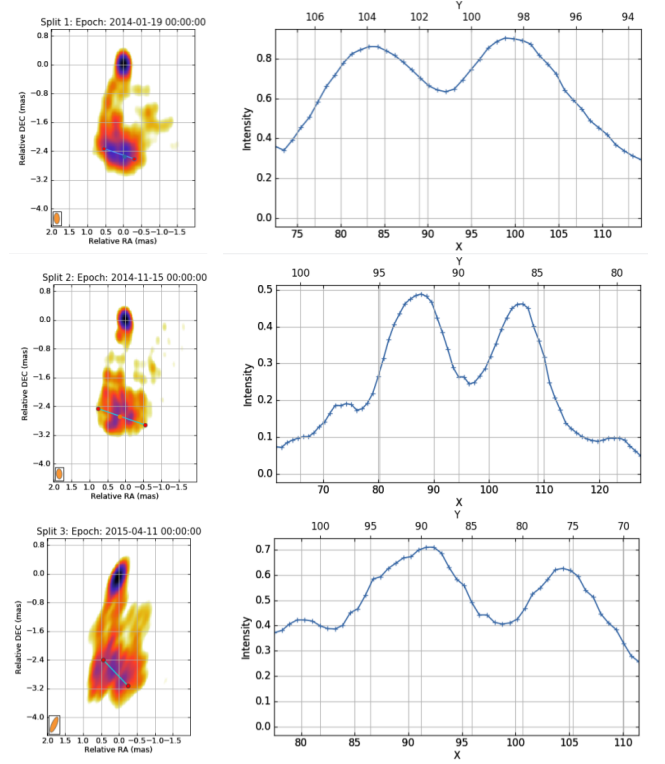 Split 1: Epoch: 2014-01-19 00:00:00
Relative DEC (mas)
0.8
0.0
−0.8
−1.6
−2.4
−3.2
−4.0
2.0 1.5 1.0 0.5 0.0 −0.5 −1.0 −1.5
Relative RA (mas)
Y
106 104 102 100 98 96 94
Intensity
0.8
0.6
0.4
0.2
0.0
75 80 85 90 95 100 105 110
X
Split 2: Epoch: 2014-11-15 00:00:00
Relative DEC (mas)
0.8
0.0
−0.8
−1.6
−2.4
−3.2
−4.0
2.0 1.5 1.0 0.5 0.0 −0.5 −1.0 −1.5
Relative RA (mas)
Y
100 95 90 85 80
Intensity
0.5
0.4
0.3
0.2
0.1
0.0
70 80 90 100 110 120
X
Split 3: Epoch: 2015-04-11 00:00:00
Relative DEC (mas)
0.8
0.0
−0.8
−1.6
−2.4
−3.2
−4.0
2.0 1.5 1.0 0.5 0.0 −0.5 −1.0 −1.5
Relative RA (mas)
Y
100 95 90 85 80 75 70
Intensity
0.7
0.6
0.5
0.4
0.3
0.2
0.1
0.0
80 85 90 95 100 105 110
X